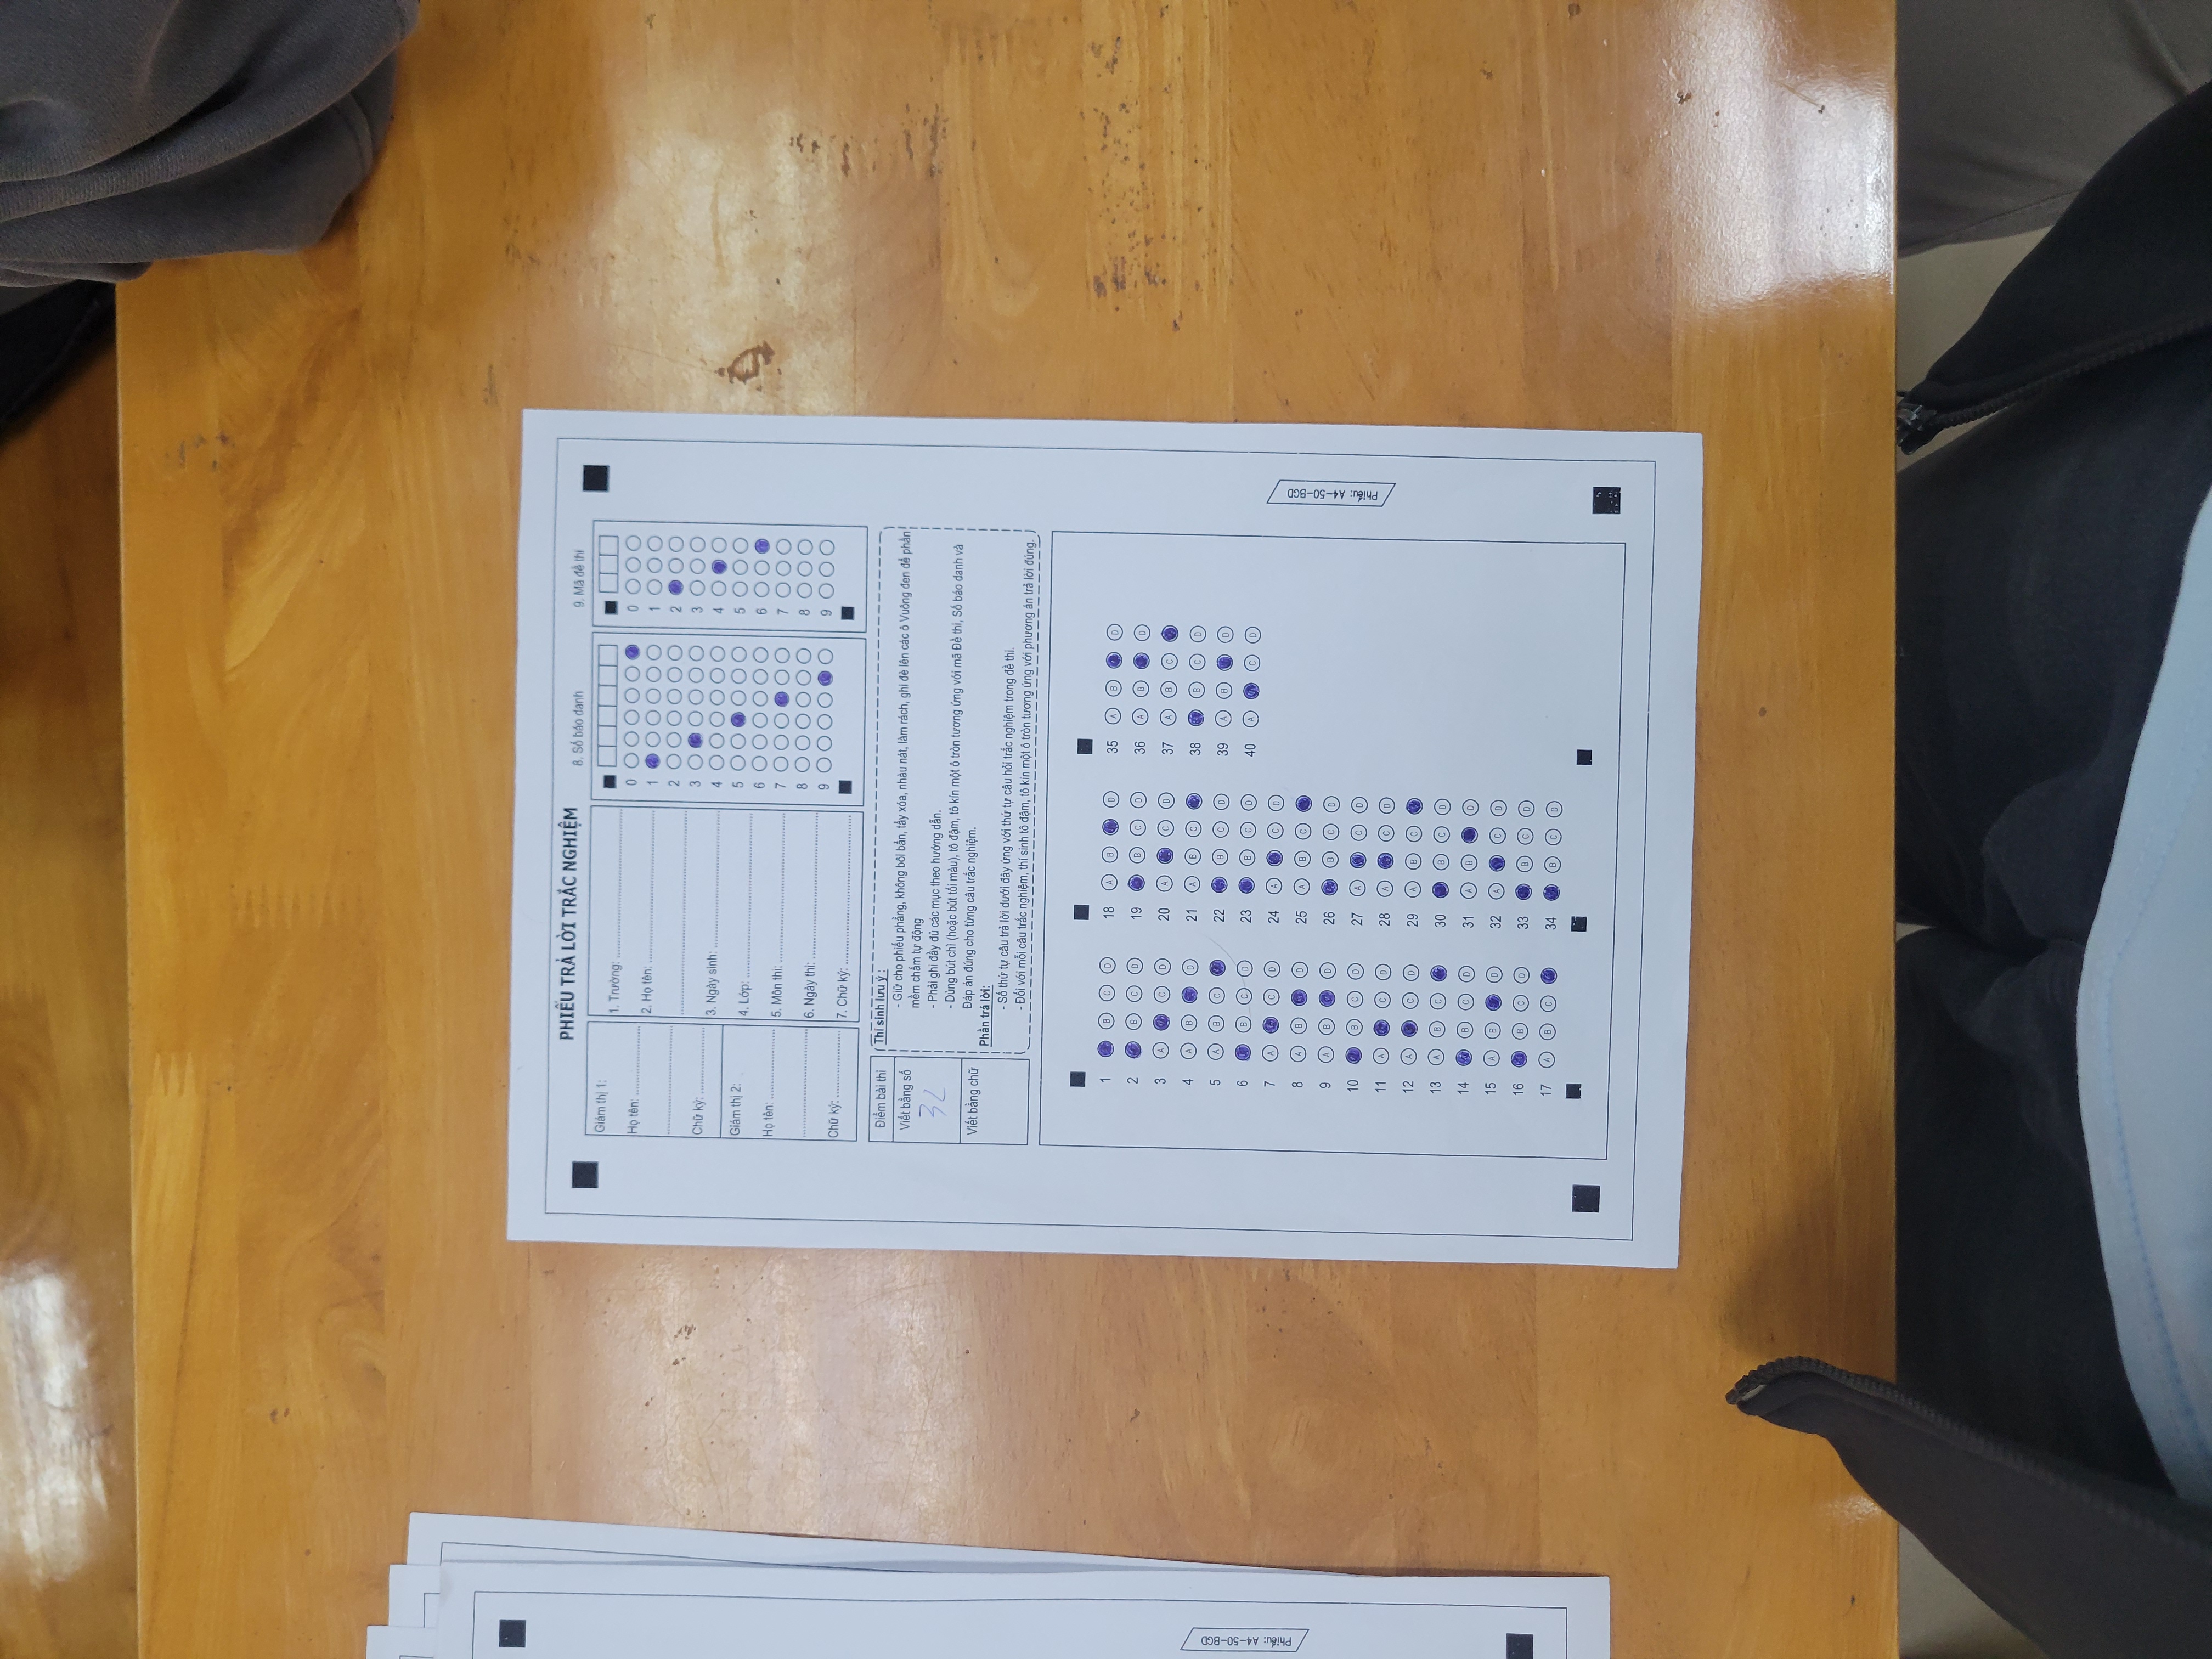 PHIẾU TRẢ LỜI TRẮC NGHIỆM
Giám thị 1:
Họ tên:
Chữ ký:
Giám thị 2:
Họ tên:
Chữ ký:
1. Trường:
2. Họ tên:
3. Ngày sinh:
4. Lớp:
5. Môn thi:
6. Ngày thi:
7. Chữ ký:
8. Số báo danh
0
1
2
3
4
5
6
7
8
9
9. Mã đề thi
0
1
2
3
4
5
6
7
8
9
Điểm bài thi
Viết bằng số
32
Viết bằng chữ
Thí sinh lưu ý :
- Giữ cho phiếu phẳng, không bôi bẩn, tẩy xóa, nhàu nát, làm rách, ghi đè lên các ô Vuông đen để phần
mềm chấm tự động
- Phải ghi đầy đủ các mục theo hướng dẫn.
- Dùng bút chì (hoặc bút tối màu), tô đậm, tô kín một ô tròn tương ứng với mã Đề thi, Số báo danh và
Đáp án đúng cho từng câu trắc nghiệm.
Phần trả lời:
- Số thứ tự câu trả lời dưới đây ứng với thứ tự câu hỏi trắc nghiệm trong đề thi.
- Đối với mỗi câu trắc nghiệm, thí sinh tô đậm, tô kín một ô tròn tương ứng với phương án trả lời đúng.
1 B C D
2 B C D
3 A C D
4 A B D
5 A B C
6 B C D
7 A C D
8 A B D
9 A B D
10 B C D
11 A C D
12 A C D
13 A B C
14 B C D
15 A B D
16 B C D
17 A B C
18 A B D
19 B C D
20 A C D
21 A B C
22 B C D
23 B C D
24 A C D
25 A B C
26 B C D
27 A C D
28 A C D
29 A B C
30 B C D
31 A B D
32 A C D
33 B C D
34 B C D
35 A B D
36 A B D
37 A B C
38 B C D
39 A B D
40 A C D
Phiếu: A4-50-BGD
Phiếu: A4-50-BGD